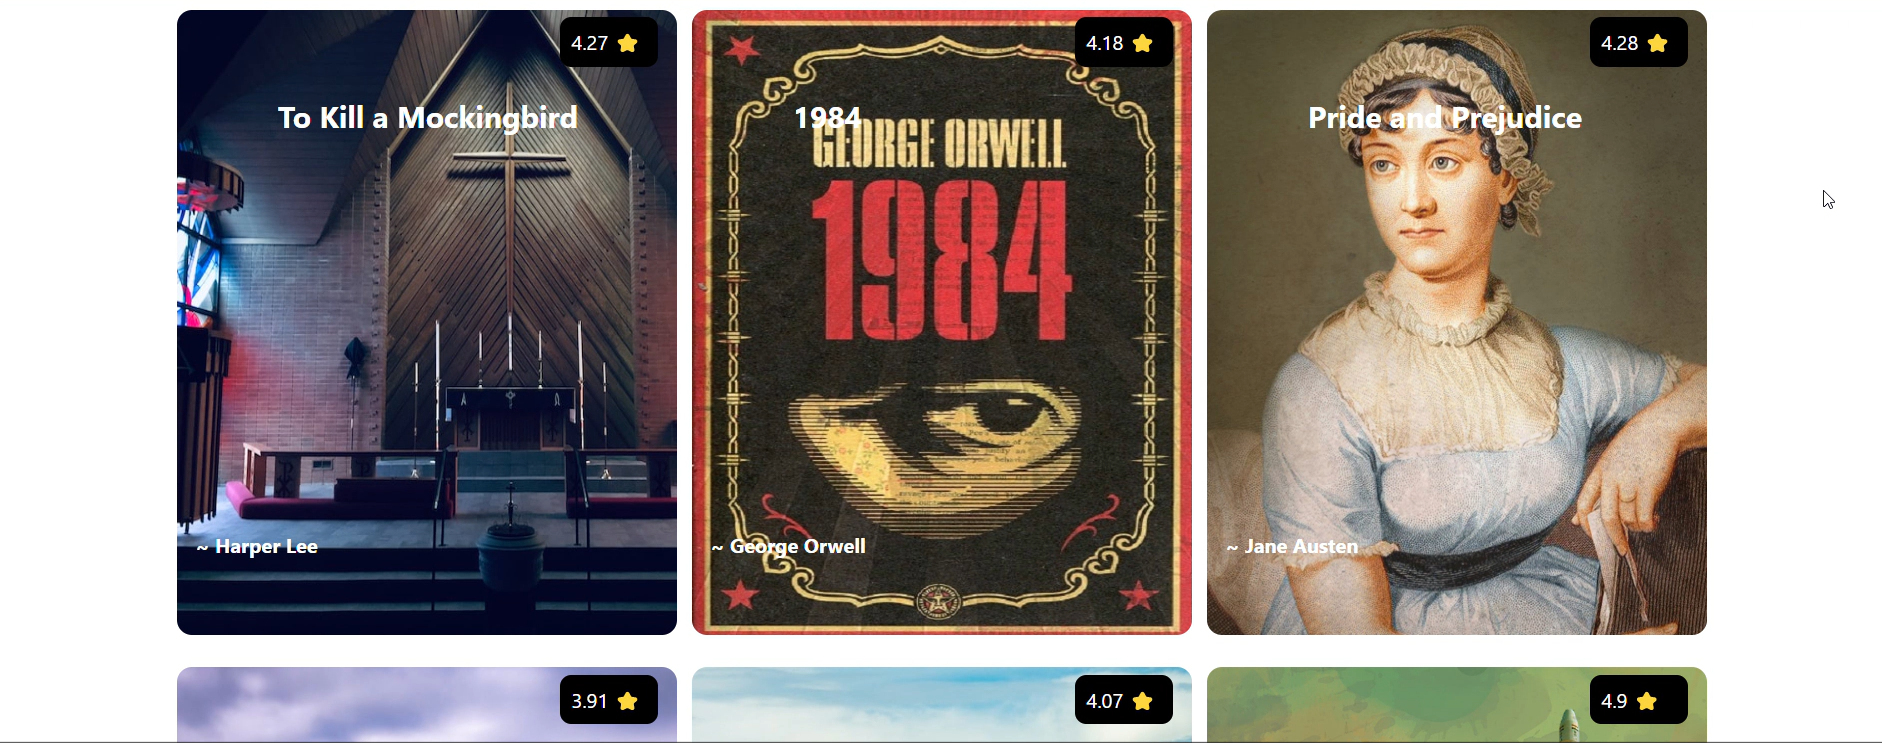 4.27
To Kill a Mockingbird
~ Harper Lee
4.18
1984
GEORGE ORWELL
1984
~ George Orwell
4.28
Pride and Prejudice
~ Jane Austen
3.91
4.07
4.9